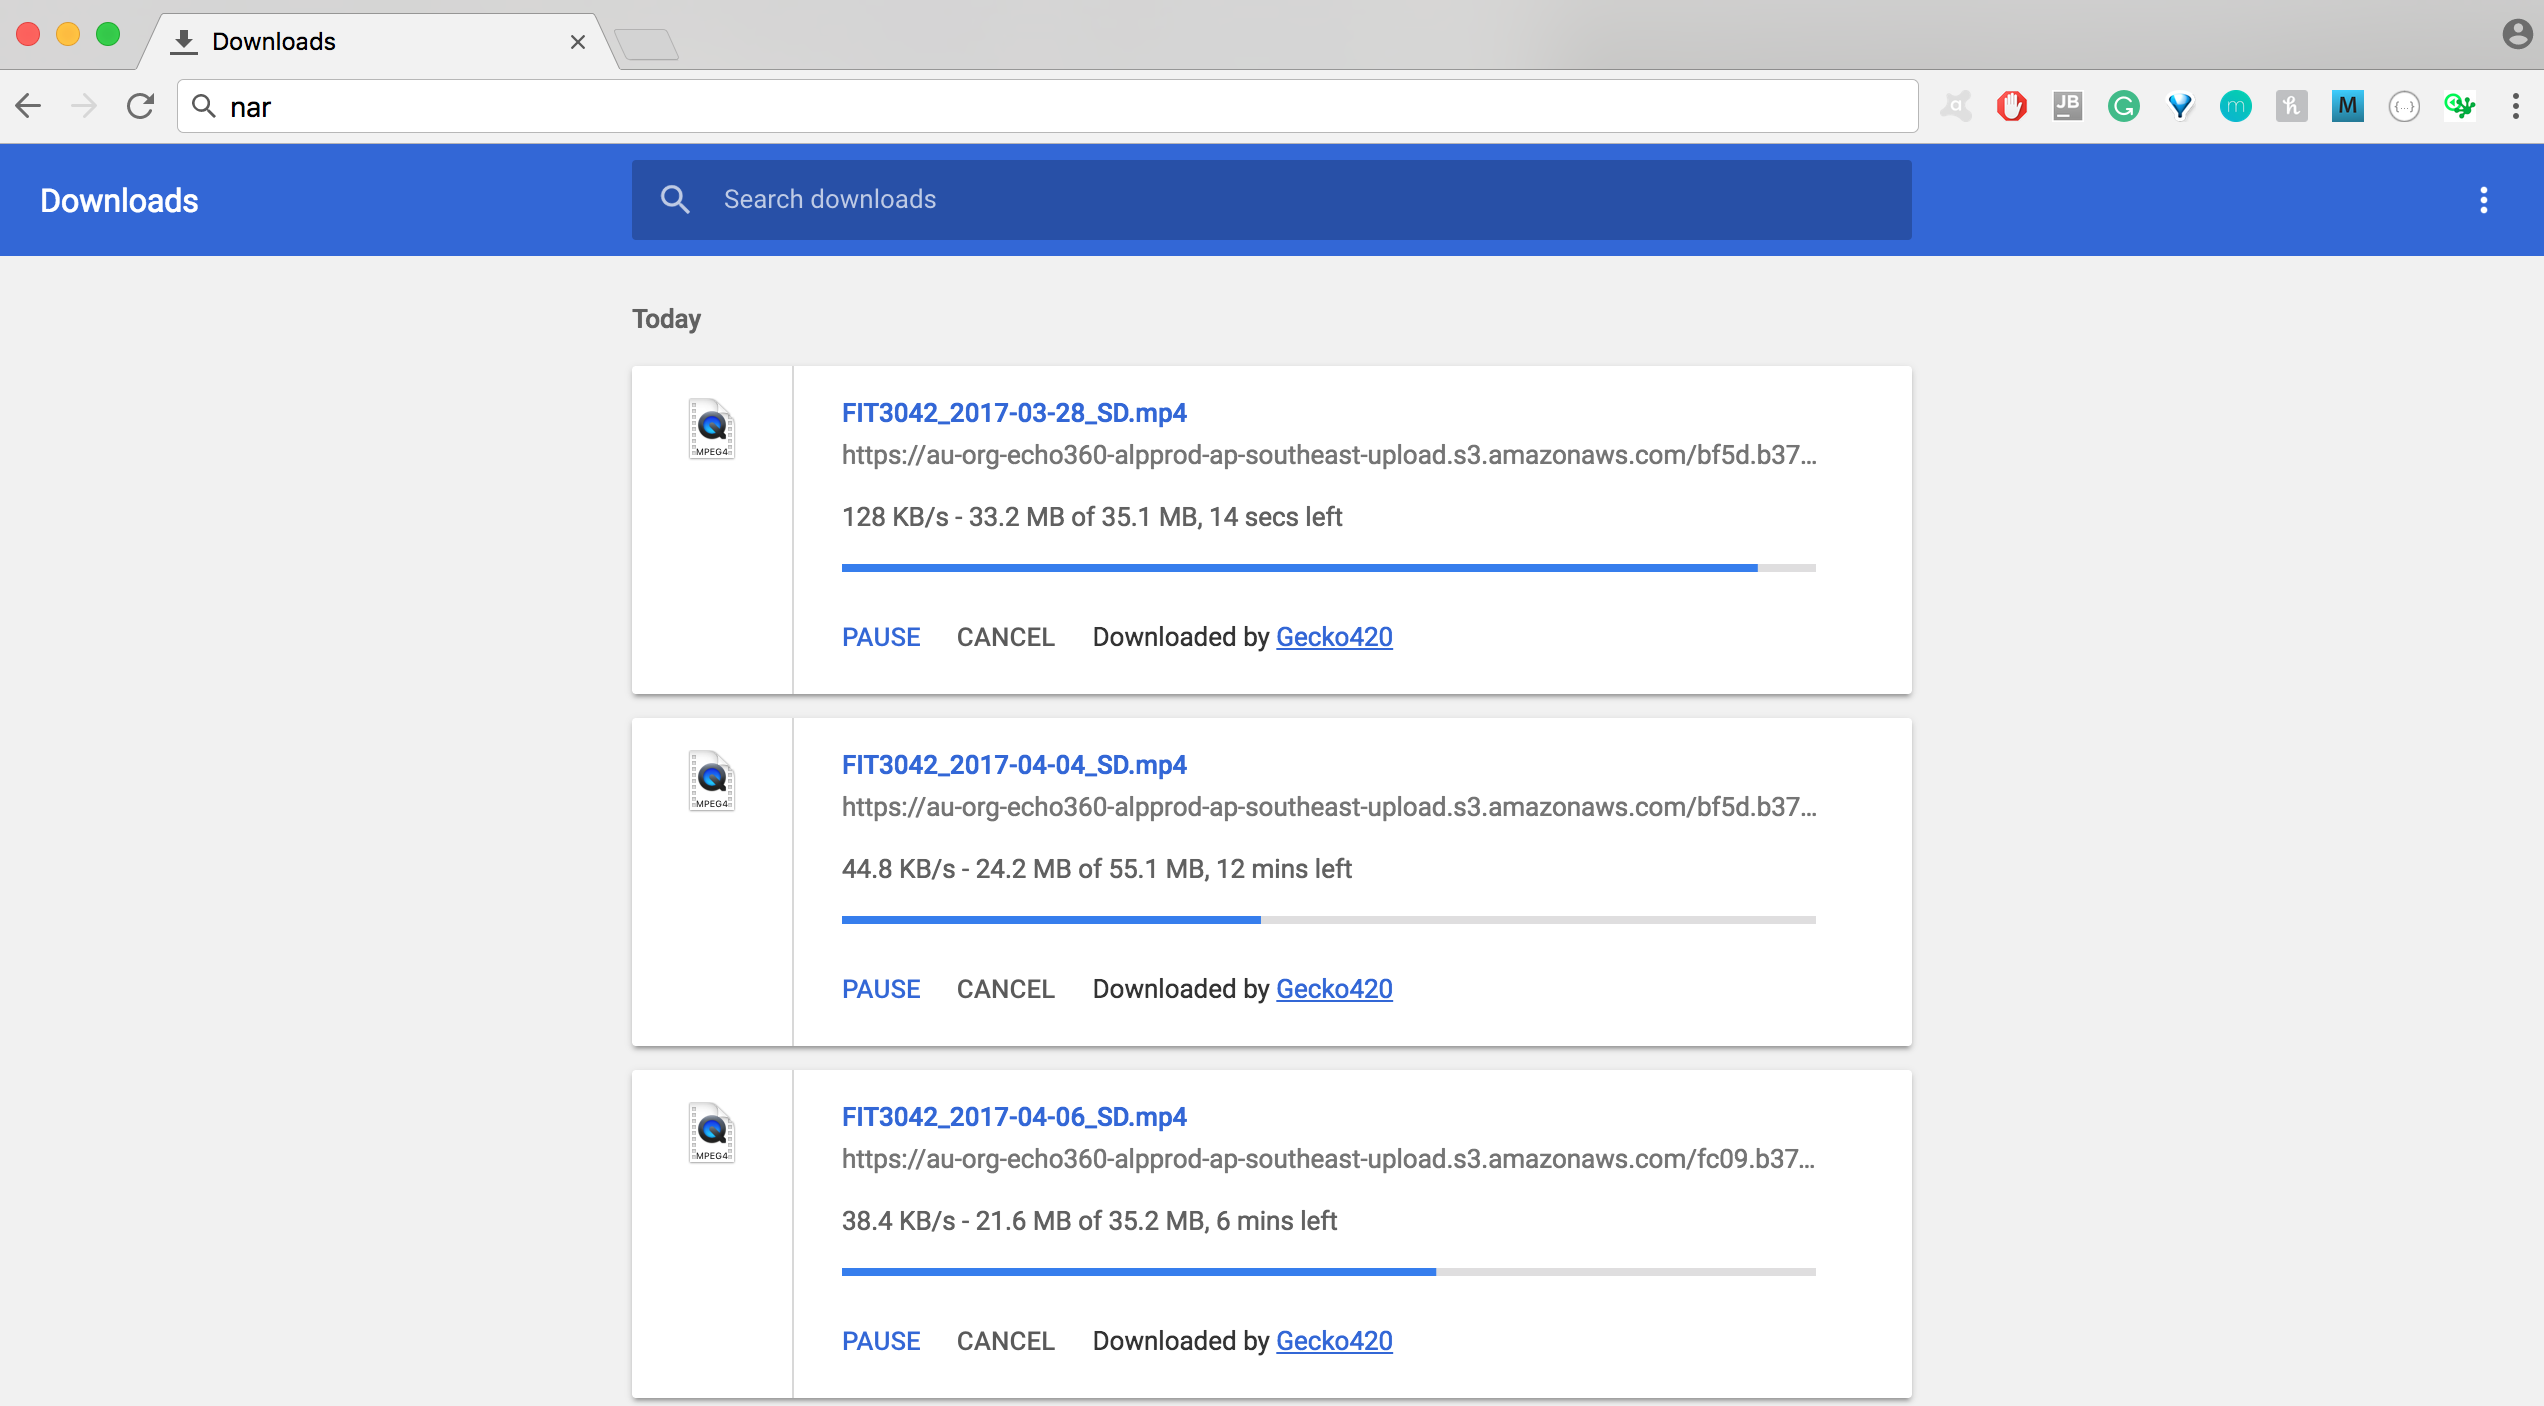 Downloads
nar
JB
G
m
h
M
{...}
Downloads
Search downloads
Today
FIT3042_2017-03-28_SD.mp4
https://au-org-echo360-alpprod-ap-southeast-upload.s3.amazonaws.com/bf5d.b37...
128 KB/s - 33.2 MB of 35.1 MB, 14 secs left
PAUSE CANCEL Downloaded by Gecko420
MPEG4
FIT3042_2017-04-04_SD.mp4
https://au-org-echo360-alpprod-ap-southeast-upload.s3.amazonaws.com/bf5d.b37...
44.8 KB/s - 24.2 MB of 55.1 MB, 12 mins left
PAUSE CANCEL Downloaded by Gecko420
MPEG4
FIT3042_2017-04-06_SD.mp4
https://au-org-echo360-alpprod-ap-southeast-upload.s3.amazonaws.com/fc09.b37...
38.4 KB/s - 21.6 MB of 35.2 MB, 6 mins left
PAUSE CANCEL Downloaded by Gecko420
MPEG4